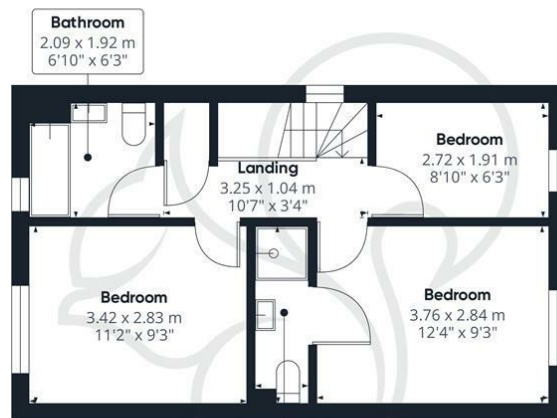 Bathroom
2.09 x 1.92 m
6'10" x 6'3"
Bedroom
2.72 x 1.91 m
8'10" x 6'3"
Landing
3.25 x 1.04 m
10'7" x 3'4"
Bedroom
3.42 x 2.83 m
11'2" x 9'3"
Bedroom
3.76 x 2.84 m
12'4" x 9'3"